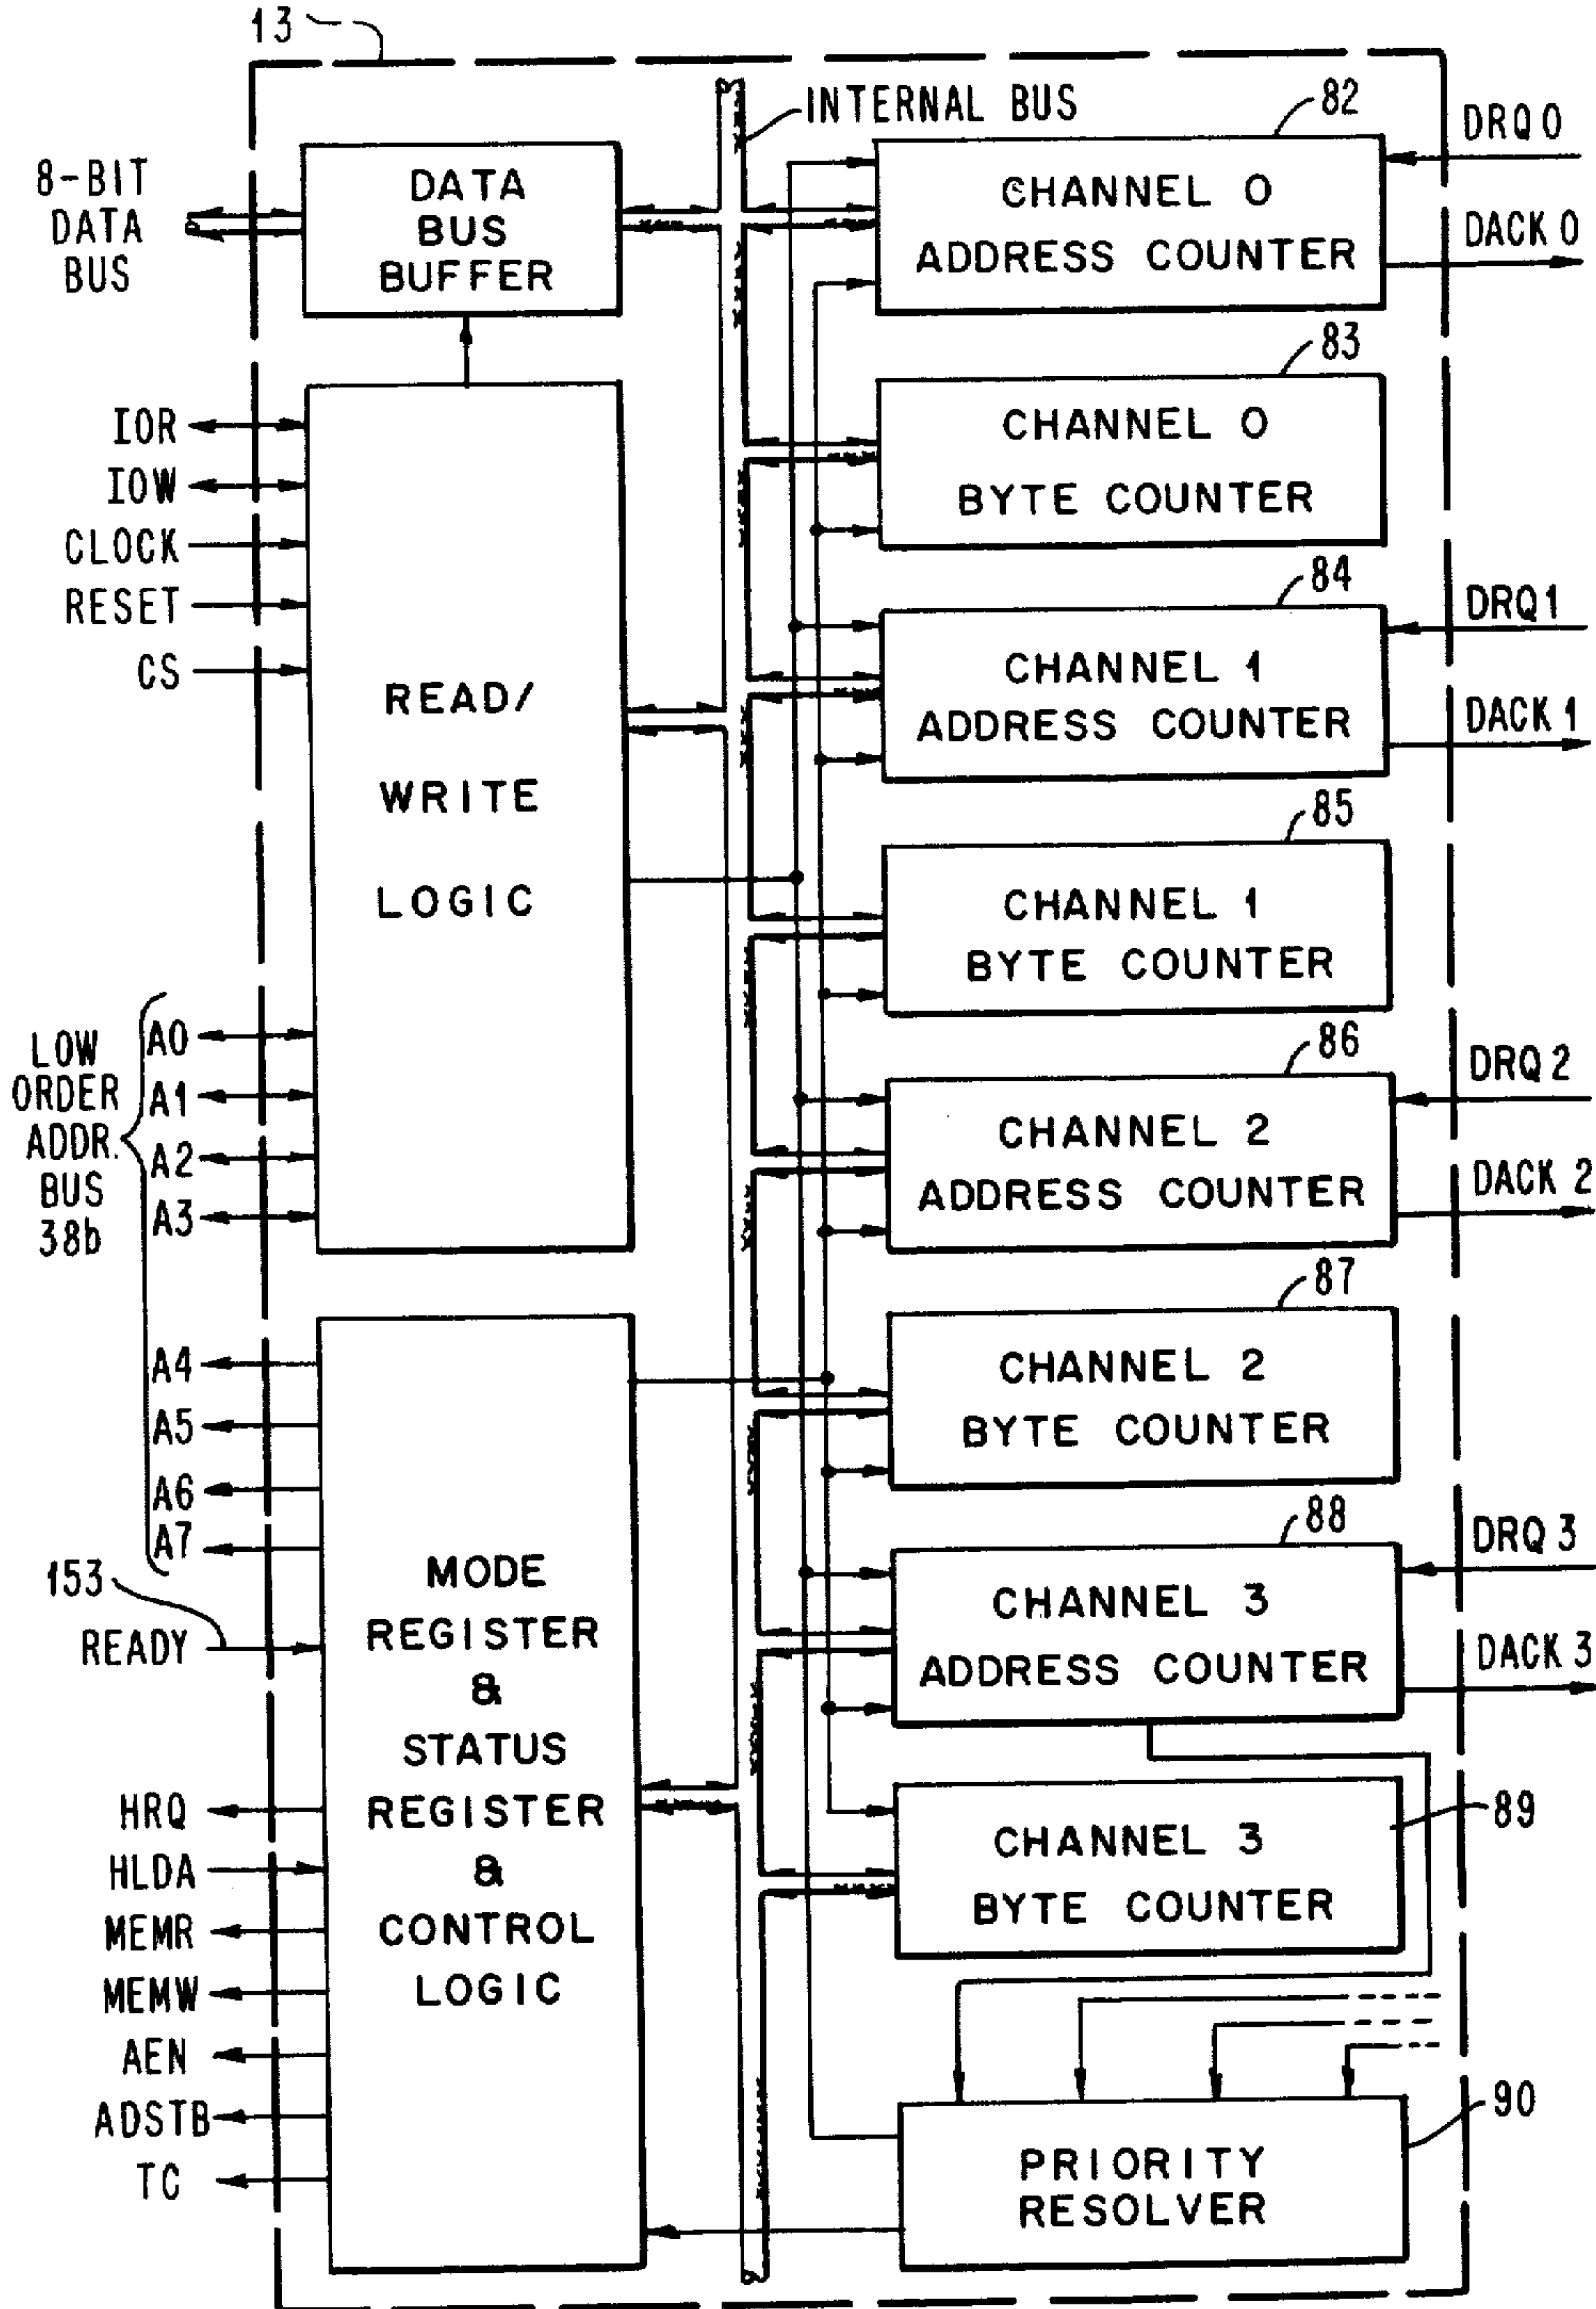 13
INTERNAL BUS
82
DRQ 0
8-BIT
DATA
BUS
DATA
BUS
BUFFER
CHANNEL 0
ADDRESS COUNTER
DACK 0
83
IOR
IOW
CLOCK
RESET
CS
CHANNEL 0
BYTE COUNTER
84
DRQ 1
READ/
WRITE
LOGIC
CHANNEL 1
ADDRESS COUNTER
DACK 1
85
CHANNEL 1
BYTE COUNTER
LOW
ORDER
ADDR.
BUS
38b
A0
A1
A2
A3
86
DRQ 2
CHANNEL 2
ADDRESS COUNTER
DACK 2
87
A4
A5
A6
A7
CHANNEL 2
BYTE COUNTER
88
DRQ 3
153
READY
MODE
REGISTER
&
STATUS
REGISTER
&
CONTROL
LOGIC
CHANNEL 3
ADDRESS COUNTER
DACK 3
HRQ
HLDA
MEMR
MEMW
AEN
ADSTB
TC
89
CHANNEL 3
BYTE COUNTER
90
PRIORITY
RESOLVER